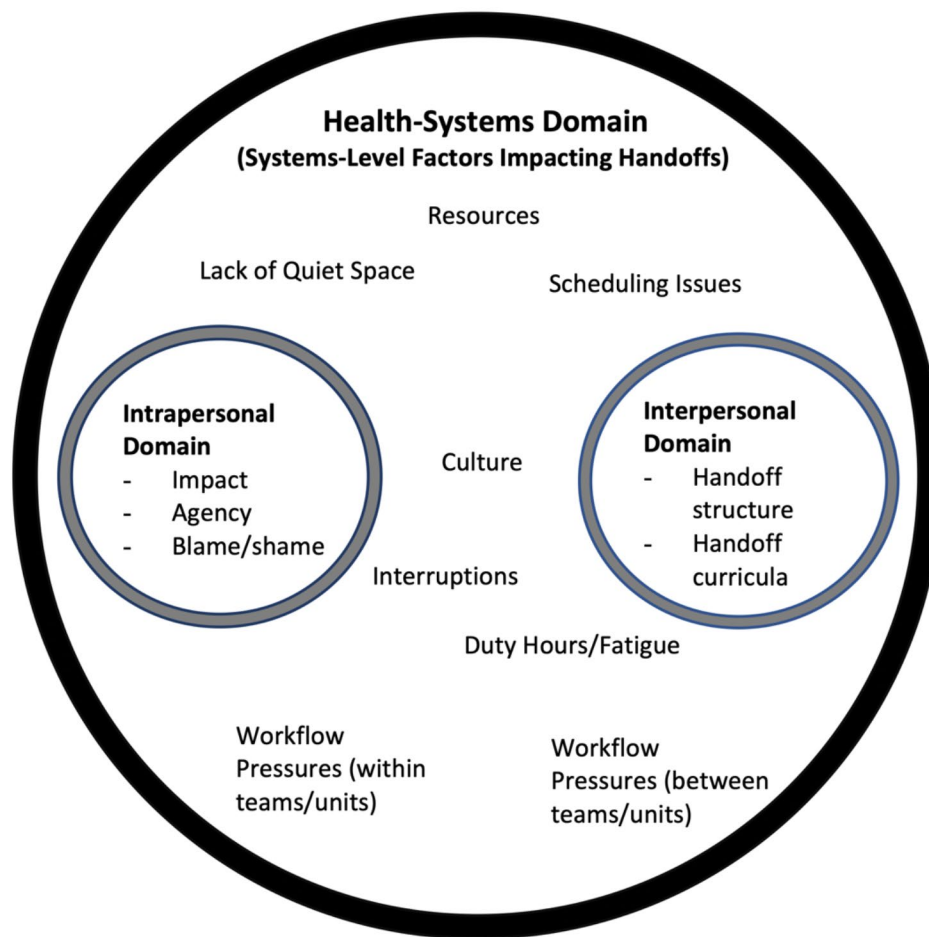 Health-Systems Domain
(Systems-Level Factors Impacting Handoffs)
Resources
Lack of Quiet Space
Scheduling Issues
Intrapersonal
Domain
- Impact
- Agency
- Blame/shame
Culture
Interpersonal
Domain
- Handoff
structure
- Handoff
curricula
Interruptions
Duty Hours/Fatigue
Workflow
Pressures (within
teams/units)
Workflow
Pressures (between
teams/units)